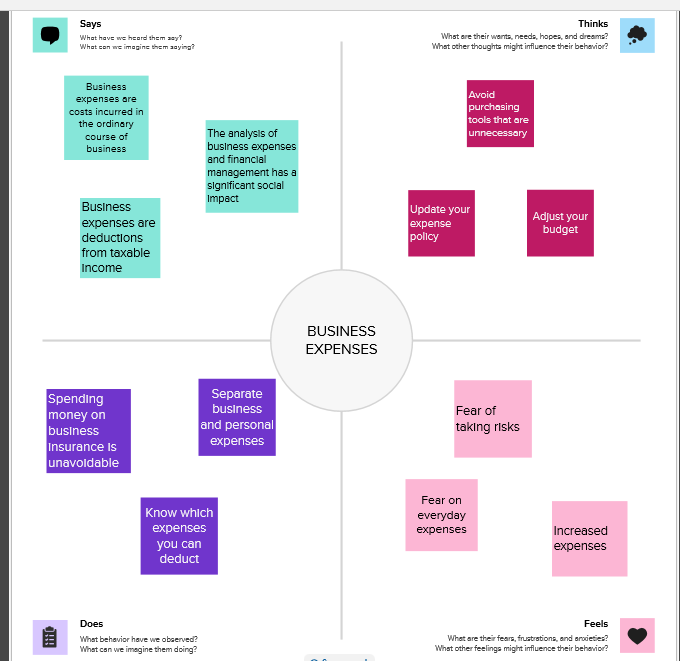 Says
What have we heard them say?
What can we imagine them saying?
Thinks
What are their wants, needs, hopes, and dreams?
What other thoughts might influence their behavior?
Business
expenses are
costs incurred in
the ordinary
course of
business
The analysis of
business expenses
and financial
management has a
significant social
impact
Business
expenses are
deductions
from taxable
income
Avoid
purchasing
tools that are
unnecessary
Update your
expense
policy
Adjust your
budget
BUSINESS
EXPENSES
Spending
money on
business
insurance is
unavoidable
Separate
business
and personal
expenses
Know which
expenses
you can
deduct
Fear of
taking risks
Fear on
everyday
expenses
Increased
expenses
Does
What behavior have we observed?
What can we imagine them doing?
Feels
What are their fears, frustrations, and anxieties?
What other feelings might influence their behavior?